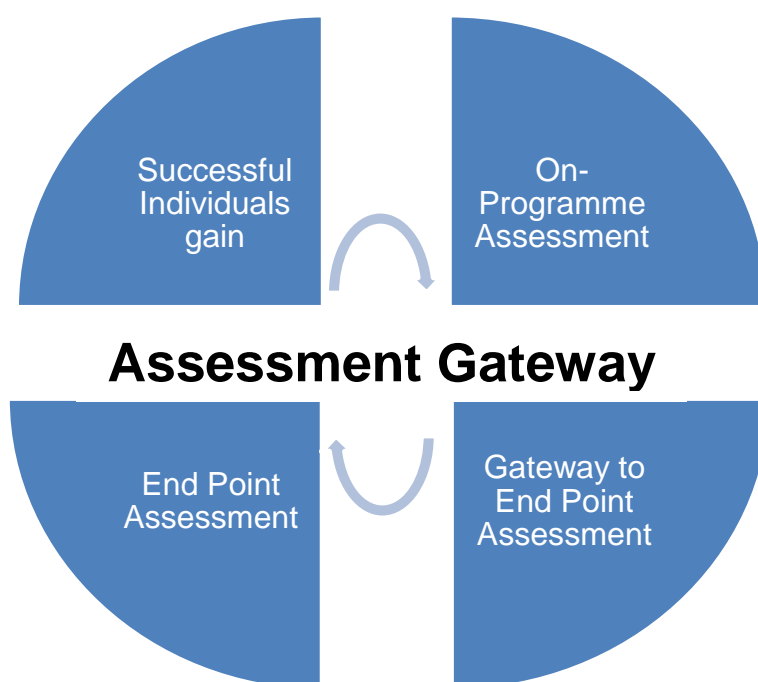 Successful
Individuals
gain
On-
Programme
Assessment
Assessment Gateway
End Point
Assessment
Gateway to
End Point
Assessment